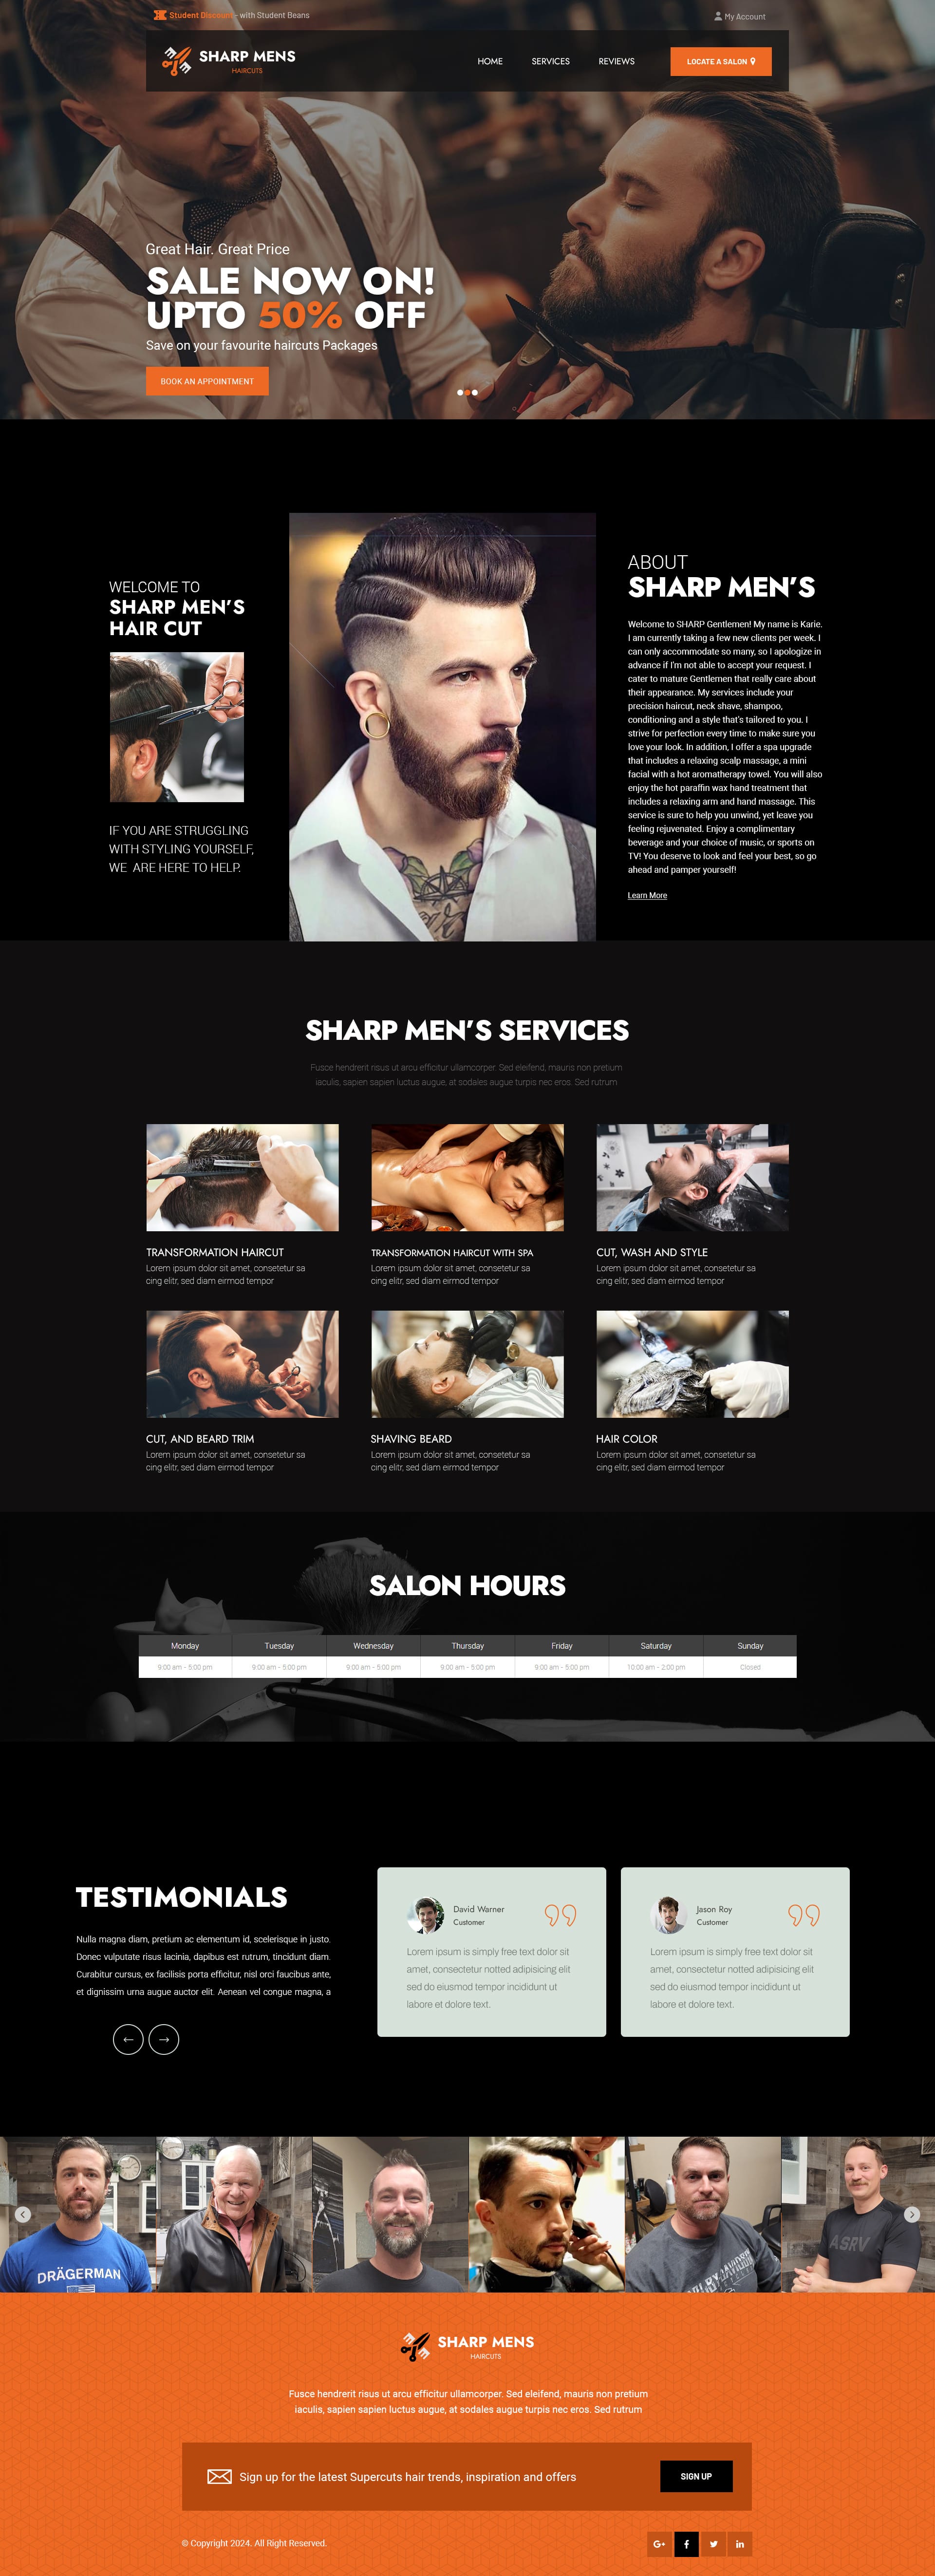 Student Discount - with Student Beans
My Account
SHARP MENS
HAIRCUTS
HOME
SERVICES
REVIEWS
LOCATE A SALON
Great Hair. Great Price
SALE NOW ON!
UPTO 50% OFF
Save on your favourite haircuts Packages
BOOK AN APPOINTMENT
WELCOME TO
SHARP MEN'S
HAIR CUT
IF YOU ARE STRUGGLING
WITH STYLING YOURSELF,
WE ARE HERE TO HELP.
ABOUT
SHARP MEN'S
Welcome to SHARP Gentlemen! My name is Karie.
I am currently taking a few new clients per week. I
can only accommodate so many, so I apologize in
advance if I'm not able to accept your request. I
cater to mature Gentlemen that really care about
their appearance. My services include your
precision haircut, neck shave, shampoo,
conditioning and a style that's tailored to you. I
strive for perfection every time to make sure you
love your look. In addition, I offer a spa upgrade
that includes a relaxing scalp massage, a mini
facial with a hot aromatherapy towel. You will also
enjoy the hot paraffin wax hand treatment that
includes a relaxing arm and hand massage. This
service is sure to help you unwind, yet leave you
feeling rejuvenated. Enjoy a complimentary
beverage and your choice of music, or sports on
TV! You deserve to look and feel your best, so go
ahead and pamper yourself!
Learn More
SHARP MEN'S SERVICES
Fusce hendrerit risus ut arcu efficitur ullamcorper. Sed eleifend, mauris non pretium
iaculis, sapien sapien luctus augue, at sodales augue turpis nec eros. Sed rutrum
TRANSFORMATION HAIRCUT
Lorem ipsum dolor sit amet, consetetur sa
cing elitr, sed diam eirmod tempor
TRANSFORMATION HAIRCUT WITH SPA
Lorem ipsum dolor sit amet, consetetur sa
cing elitr, sed diam eirmod tempor
CUT, WASH AND STYLE
Lorem ipsum dolor sit amet, consetetur sa
cing elitr, sed diam eirmod tempor
CUT, AND BEARD TRIM
Lorem ipsum dolor sit amet, consetetur sa
cing elitr, sed diam eirmod tempor
SHAVING BEARD
Lorem ipsum dolor sit amet, consetetur sa
cing elitr, sed diam eirmod tempor
HAIR COLOR
Lorem ipsum dolor sit amet, consetetur sa
cing elitr, sed diam eirmod tempor
SALON HOURS
Monday Tuesday Wednesday Thursday Friday Saturday Sunday
9:00 am - 5:00 pm 9:00 am - 5:00 pm 9:00 am - 5:00 pm 9:00 am - 5:00 pm 9:00 am - 5:00 pm 10:00 am - 2:00 pm Closed
TESTIMONIALS
Nulla magna diam, pretium ac elementum id, scelerisque in justo.
Donec vulputate risus lacinia, dapibus est rutrum, tincidunt diam.
Curabitur cursus, ex facilisis porta efficitur, nisl orci faucibus ante,
et dignissim urna augue auctor elit. Aenean vel congue magna, a
David Warner
Customer
Lorem ipsum is simply free text dolor sit
amet, consectetur notted adipisicing elit
sed do eiusmod tempor incididunt ut
labore et dolore text.
Jason Roy
Customer
Lorem ipsum is simply free text dolor sit
amet, consectetur notted adipisicing elit
sed do eiusmod tempor incididunt ut
labore et dolore text.
DRÄGERMAN
ASRV
SHARP MENS
HAIRCUTS
Fusce hendrerit risus ut arcu efficitur ullamcorper. Sed eleifend, mauris non pretium
iaculis, sapien sapien luctus augue, at sodales augue turpis nec eros. Sed rutrum
Sign up for the latest Supercuts hair trends, inspiration and offers
SIGN UP
© Copyright 2024. All Right Reserved.